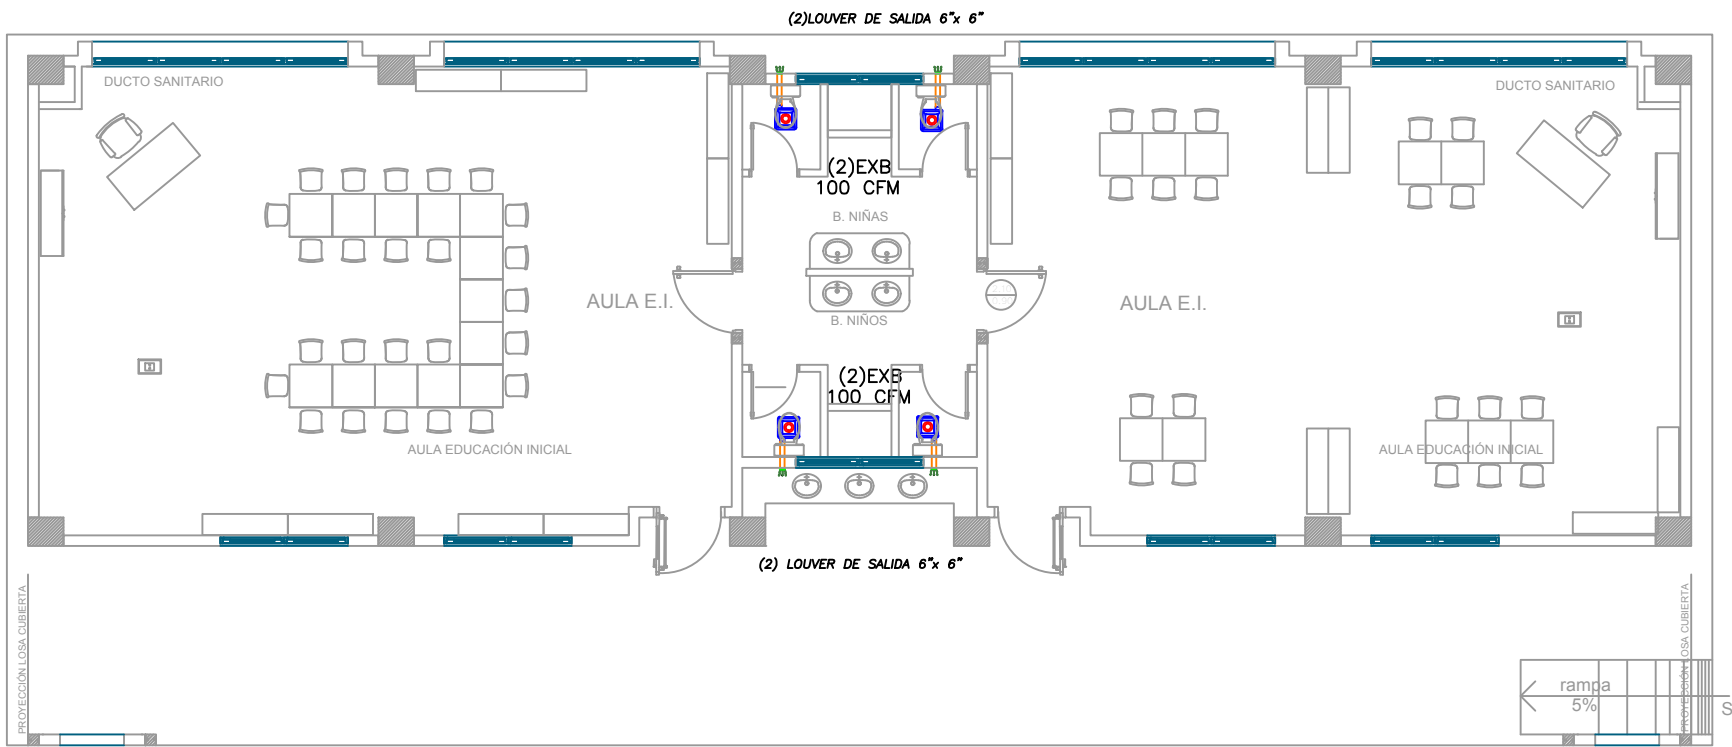 (2)LOUVER DE SALIDA 6"x 6"
DUCTO SANITARIO
DUCTO SANITARIO
(2)EXB
100 CFM
B. NIÑAS
AULA E.I.
AULA E.I.
B. NIÑOS
(2)EXB
100 CFM
AULA EDUCACIÓN INICIAL
AULA EDUCACIÓN INICIAL
(2) LOUVER DE SALIDA 6"x 6"
PROYECCIÓN LOSA CUBIERTA
PROYECCIÓN LOSA CUBIERTA
rampa
5%
S